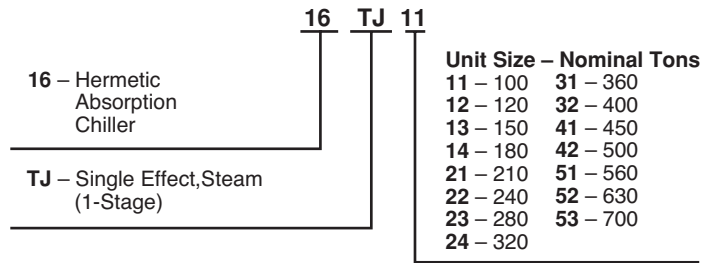 16 TJ 11
16 – Hermetic
Absorption
Chiller
TJ – Single Effect,Steam
(1-Stage)
Unit Size – Nominal Tons
11 – 100 31 – 360
12 – 120 32 – 400
13 – 150 41 – 450
14 – 180 42 – 500
21 – 210 51 – 560
22 – 240 52 – 630
23 – 280 53 – 700
24 – 320